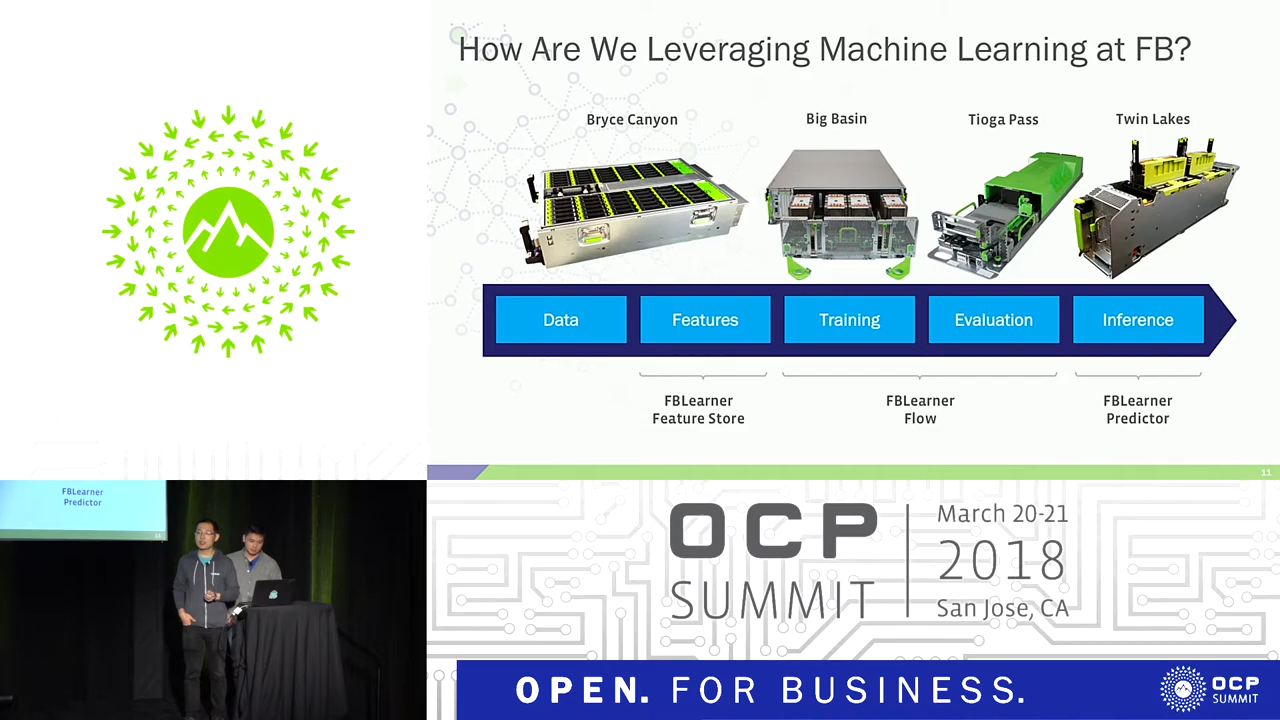 How Are We Leveraging Machine Learning at FB?
Bryce Canyon
Big Basin
Tioga Pass
Twin Lakes
Data
Features
Training
Evaluation
Inference
FBLearner
Feature Store
FBLearner
Flow
FBLearner
Predictor
11
FBLearner
Predictor
OCP
SUMMIT
March 20-21
2018
San Jose, CA
OPEN. FOR BUSINESS.
OCP
SUMMIT